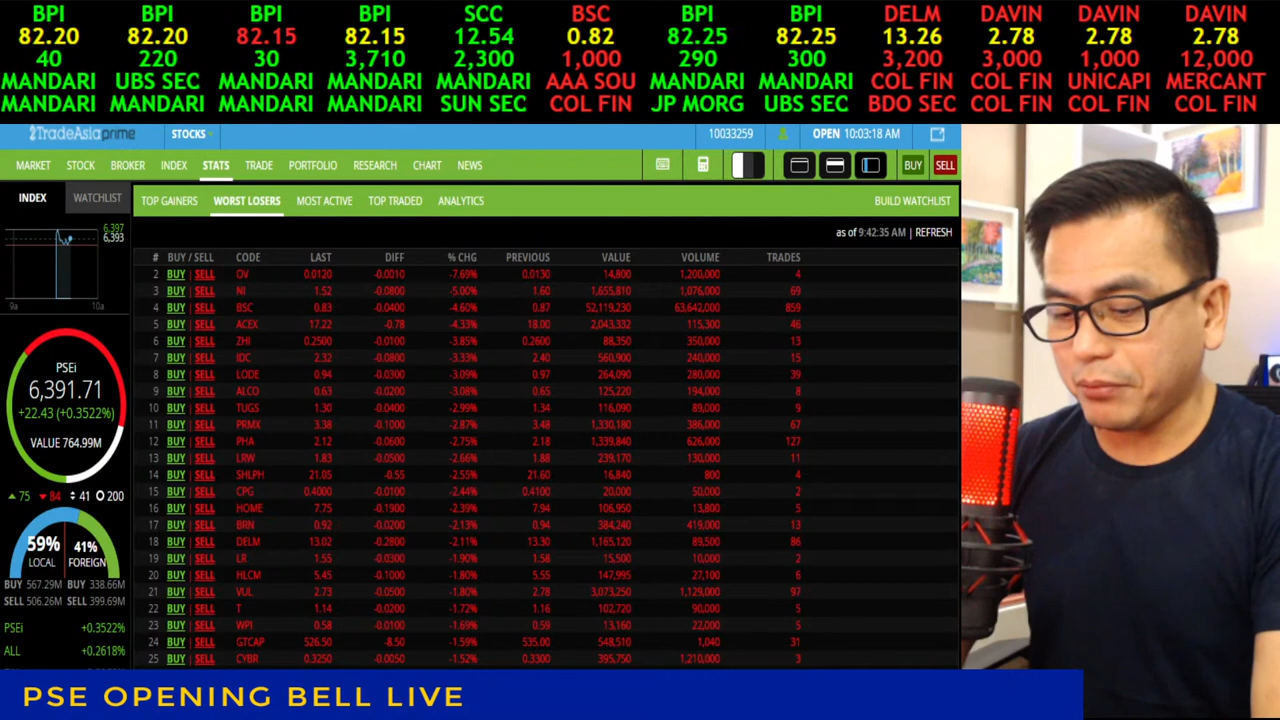 BPI BPI BPI BPI SCC BSC BPI BPI DELM DAVIN DAVIN DAVIN
82.20 82.20 82.15 82.15 12.54 0.82 82.25 82.25 13.26 2.78 2.78 2.78
40 220 30 3,710 2,300 1,000 290 300 3,200 3,000 1,000 12,000
MANDARI UBS SEC MANDARI MANDARI MANDARI AAA SOU MANDARI MANDARI COL FIN COL FIN UNICAPI MERCANT
MANDARI MANDARI MANDARI MANDARI SUN SEC COL FIN JP MORG UBS SEC BDO SEC COL FIN COL FIN COL FIN
2TradeAsia prime STOCKS 10033259 OPEN 10:03:18 AM
MARKET STOCK BROKER INDEX STATS TRADE PORTFOLIO RESEARCH CHART NEWS BUY SELL
INDEX WATCHLIST TOP GAINERS WORST LOSERS MOST ACTIVE TOP TRADED ANALYTICS BUILD WATCHLIST
as of 9:42:35 AM | REFRESH
6,397
6,393
9a 10a
PSEi
6,391.71
+22.43 (+0.3522%)
VALUE 764.99M
75 84 41 200
59% LOCAL 41% FOREIGN
BUY 567.29M BUY 338.66M
SELL 506.26M SELL 399.69M
PSEi +0.3522%
ALL +0.2618%
# BUY / SELL CODE LAST DIFF % CHG PREVIOUS VALUE VOLUME TRADES
2 BUY | SELL OV 0.0120 -0.0010 -7.69% 0.0130 14,800 1,200,000 4
3 BUY | SELL NI 1.52 -0.0800 -5.00% 1.60 1,655,810 1,076,000 69
4 BUY | SELL BSC 0.83 -0.0400 -4.60% 0.87 52,119,230 63,642,000 859
5 BUY | SELL ACEX 17.22 -0.78 -4.33% 18.00 2,043,332 115,300 46
6 BUY | SELL ZHI 0.2500 -0.0100 -3.85% 0.2600 88,350 350,000 13
7 BUY | SELL IDC 2.32 -0.0800 -3.33% 2.40 560,900 240,000 15
8 BUY | SELL LODE 0.94 -0.0300 -3.09% 0.97 264,090 280,000 39
9 BUY | SELL ALCO 0.63 -0.0200 -3.08% 0.65 125,220 194,000 8
10 BUY | SELL TUGS 1.30 -0.0400 -2.99% 1.34 116,090 89,000 9
11 BUY | SELL PRMX 3.38 -0.1000 -2.87% 3.48 1,330,180 386,000 67
12 BUY | SELL PHA 2.12 -0.0600 -2.75% 2.18 1,339,840 626,000 127
13 BUY | SELL LRW 1.83 -0.0500 -2.66% 1.88 239,170 130,000 11
14 BUY | SELL SHLPH 21.05 -0.55 -2.55% 21.60 16,840 800 4
15 BUY | SELL CPG 0.4000 -0.0100 -2.44% 0.4100 20,000 50,000 2
16 BUY | SELL HOME 7.75 -0.1900 -2.39% 7.94 106,950 13,800 5
17 BUY | SELL BRN 0.92 -0.0200 -2.13% 0.94 384,240 419,000 13
18 BUY | SELL DELM 13.02 -0.2800 -2.11% 13.30 1,165,120 89,500 86
19 BUY | SELL LR 1.55 -0.0300 -1.90% 1.58 15,500 10,000 2
20 BUY | SELL HLCM 5.45 -0.1000 -1.80% 5.55 147,995 27,100 6
21 BUY | SELL VUL 2.73 -0.0500 -1.80% 2.78 3,073,250 1,129,000 97
22 BUY | SELL T 1.14 -0.0200 -1.72% 1.16 102,720 90,000 5
23 BUY | SELL WPI 0.58 -0.0100 -1.69% 0.59 13,160 22,000 5
24 BUY | SELL GTCAP 526.50 -8.50 -1.59% 535.00 548,510 1,040 31
25 BUY | SELL CYBR 0.3250 -0.0050 -1.52% 0.3300 395,750 1,210,000 3
PSE OPENING BELL LIVE